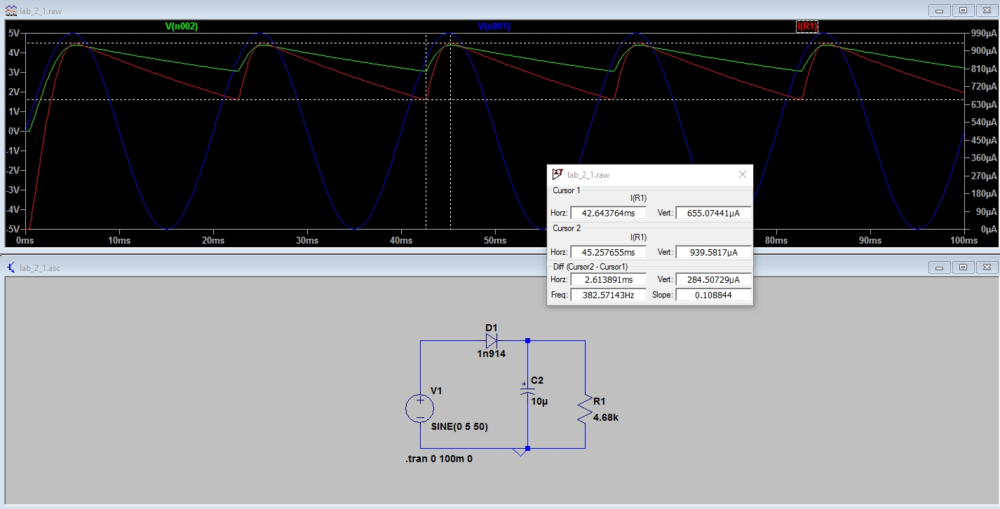 lab_2_1.raw
V(n002) V(n001) I(R1)
5V 990µA
4V 900µA
3V 810µA
2V 720µA
1V 630µA
0V 540µA
-1V 450µA
-2V 360µA
-3V 270µA
-4V 180µA
90µA
-5V 0µA
0ms 10ms 20ms 30ms 40ms 50ms 80ms 90ms 100ms
lab_2_1.raw
Cursor 1
I(R1)
Horz: 42.643764ms Vert: 655.07441µA
Cursor 2
I(R1)
Horz: 45.257655ms Vert: 939.5817µA
Diff (Cursor2 - Cursor1)
Horz: 2.613891ms Vert: 284.50729µA
Freq: 382.57143Hz Slope: 0.108844
lab_2_1.asc
D1
1n914
C2
10µ
V1
SINE(0 5 50)
R1
4.68k
.tran 0 100m 0